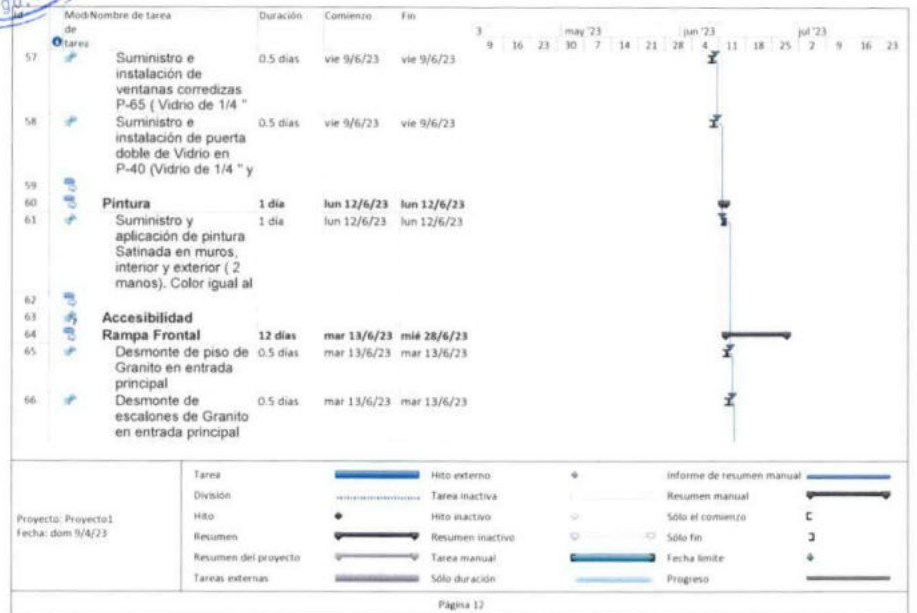 Id Modo Nombre de tarea Duración Comienzo Fin
de
tarea
3 may '23 jun '23 jul '23
9 16 23 30 7 14 21 28 4 11 18 25 2 9 16 23
57 Suministro e 0.5 días vie 9/6/23 vie 9/6/23
instalación de
ventanas corredizas
P-65 ( Vidrio de 1/4 "
58 Suministro e 0.5 días vie 9/6/23 vie 9/6/23
instalación de puerta
doble de Vidrio en
P-40 (Vidrio de 1/4 " y
59
60 Pintura 1 día lun 12/6/23 lun 12/6/23
61 Suministro y 1 día lun 12/6/23 lun 12/6/23
aplicación de pintura
Satinada en muros,
interior y exterior ( 2
manos). Color igual al
62
63 Accesibilidad
64 Rampa Frontal 12 días mar 13/6/23 mié 28/6/23
65 Desmonte de piso de 0.5 días mar 13/6/23 mar 13/6/23
Granito en entrada
principal
66 Desmonte de 0.5 días mar 13/6/23 mar 13/6/23
escalones de Granito
en entrada principal
Proyecto: Proyecto1
Fecha: dom 9/4/23
Tarea Hito externo Informe de resumen manual
División Tarea inactiva Resumen manual
Hito Hito inactivo Sólo el comienzo
Resumen Resumen inactivo Sólo fin
Resumen del proyecto Tarea manual Fecha límite
Tareas externas Sólo duración Progreso
Página 12